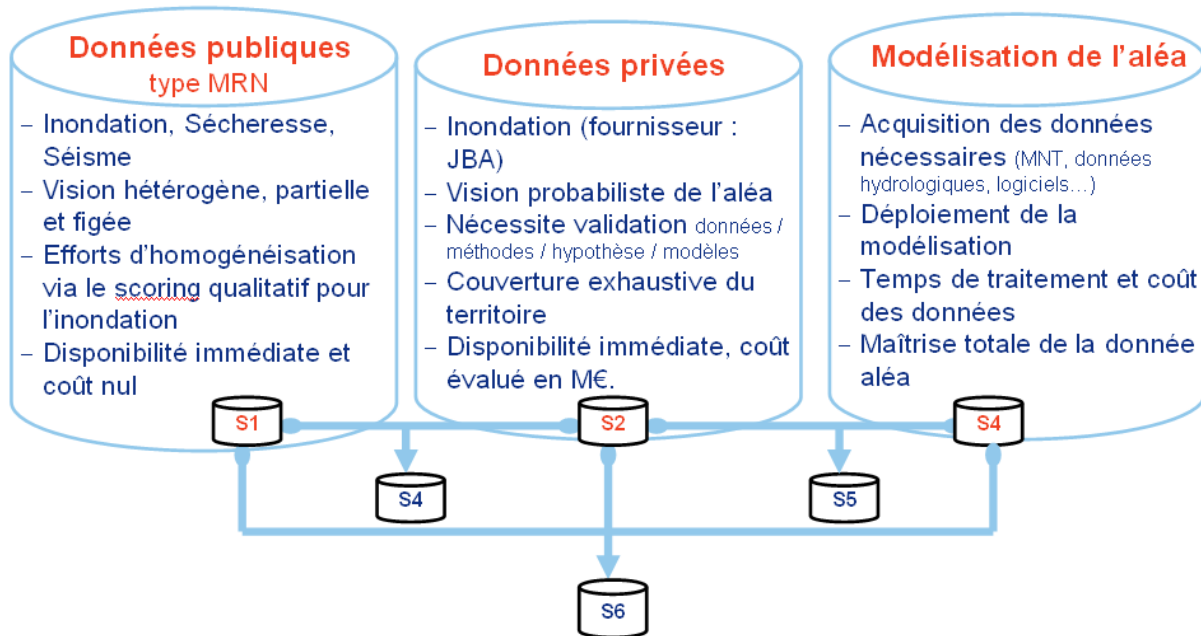 Données publiques
type MRN
– Inondation, Sécheresse,
Séisme
– Vision hétérogène, partielle
et figée
– Efforts d'homogénéisation
via le scoring qualitatif pour
l'inondation
– Disponibilité immédiate et
coût nul
Données privées
– Inondation (fournisseur :
JBA)
– Vision probabiliste de l'aléa
– Nécessite validation données /
méthodes / hypothèse / modèles
– Couverture exhaustive du
territoire
– Disponibilité immédiate, coût
évalué en M€.
Modélisation de l'aléa
– Acquisition des données
nécessaires (MNT, données
hydrologiques, logiciels…)
– Déploiement de la
modélisation
– Temps de traitement et coût
des données
– Maîtrise totale de la donnée
aléa
S1
S2
S4
S4
S5
S6